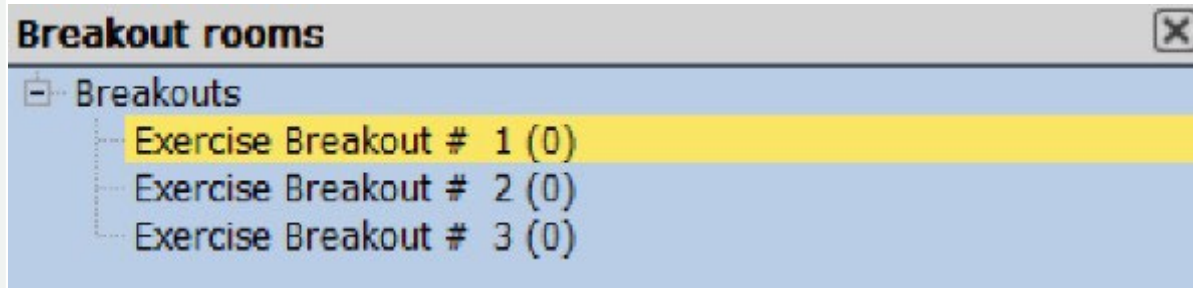 Breakout rooms
Breakouts
Exercise Breakout # 1 (0)
Exercise Breakout # 2 (0)
Exercise Breakout # 3 (0)